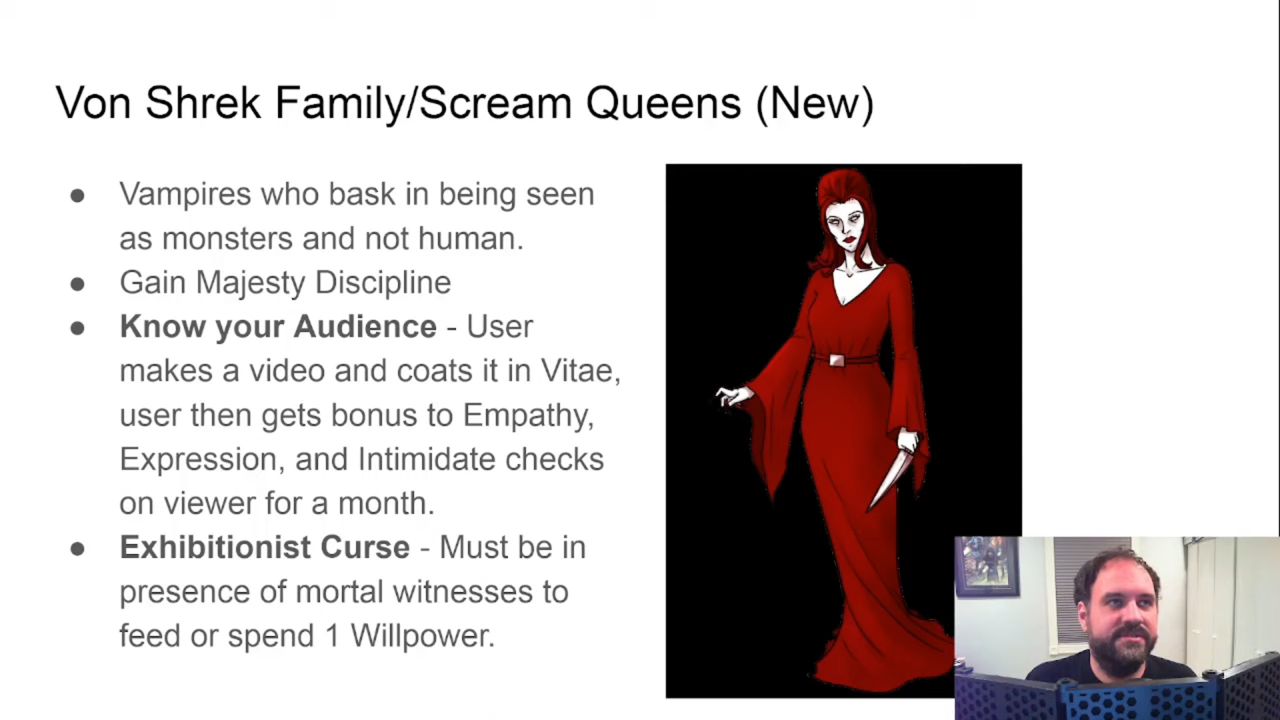 Von Shrek Family/Scream Queens (New)
● Vampires who bask in being seen
as monsters and not human.
● Gain Majesty Discipline
● Know your Audience - User
makes a video and coats it in Vitae,
user then gets bonus to Empathy,
Expression, and Intimidate checks
on viewer for a month.
● Exhibitionist Curse - Must be in
presence of mortal witnesses to
feed or spend 1 Willpower.